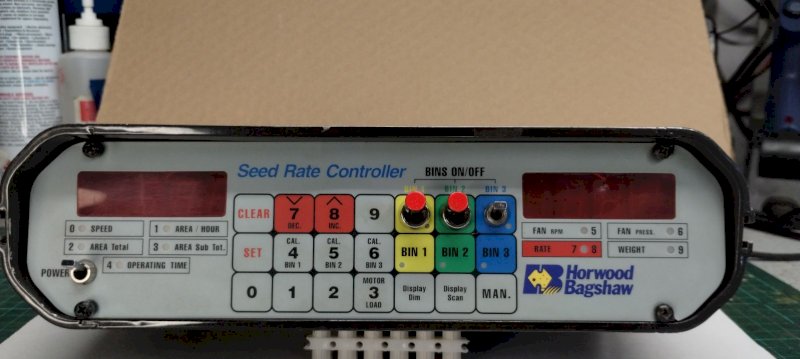 Seed Rate Controller
BINS ON/OFF
BIN 2
BIN 3
0 SPEED
1 AREA / HOUR
2 AREA Total
3 AREA Sub Tot.
4 OPERATING TIME
POWER
CLEAR
7
DEC.
8
INC.
9
SET
CAL.
4
BIN 1
CAL.
5
BIN 2
CAL.
6
BIN 3
BIN 1
BIN 2
BIN 3
0
1
2
MOTOR
3
LOAD
Display
Dim
Display
Scan
MAN.
FAN RPM 5
FAN PRESS. 6
RATE 7 8
WEIGHT 9
Horwood
Bagshaw